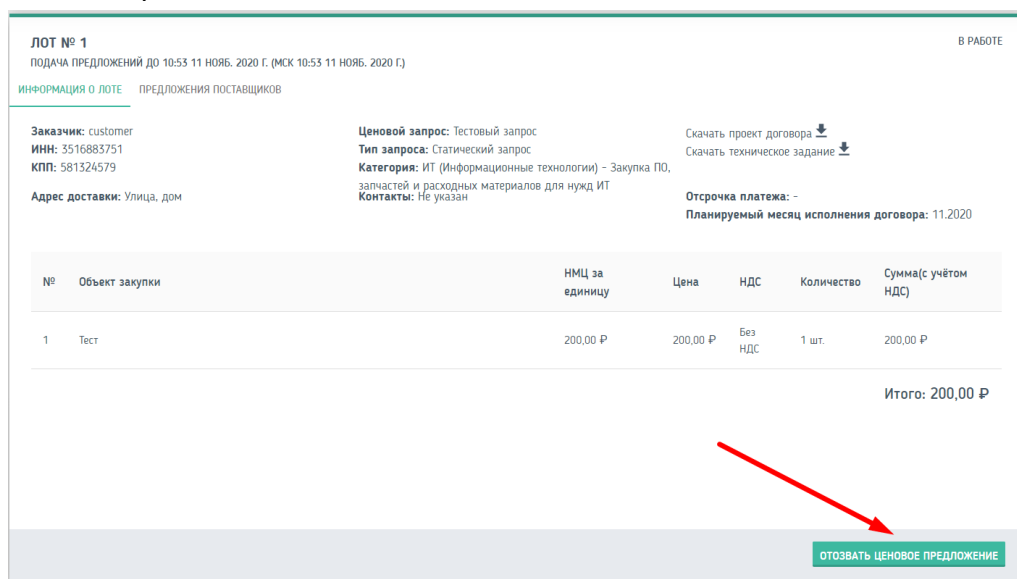 ЛОТ № 1
В РАБОТЕ
ПОДАЧА ПРЕДЛОЖЕНИЙ ДО 10:53 11 НОЯБ. 2020 Г. (МСК 10:53 11 НОЯБ. 2020 Г.)
ИНФОРМАЦИЯ О ЛОТЕ ПРЕДЛОЖЕНИЯ ПОСТАВЩИКОВ
Заказчик: customer
ИНН: 3516883751
КПП: 581324579
Адрес доставки: Улица, дом
Ценовой запрос: Тестовый запрос
Тип запроса: Статический запрос
Категория: ИТ (Информационные технологии) - Закупка ПО,
запчастей и расходных материалов для нужд ИТ
Контакты: Не указан
Скачать проект договора
Скачать техническое задание
Отсрочка платежа: -
Планируемый месяц исполнения договора: 11.2020
№ Объект закупки НМЦ за единицу Цена НДС Количество Сумма(с учётом НДС)
1 Тест 200,00 ₽ 200,00 ₽ Без НДС 1 шт. 200,00 ₽
Итого: 200,00 ₽
ОТОЗВАТЬ ЦЕНОВОЕ ПРЕДЛОЖЕНИЕ